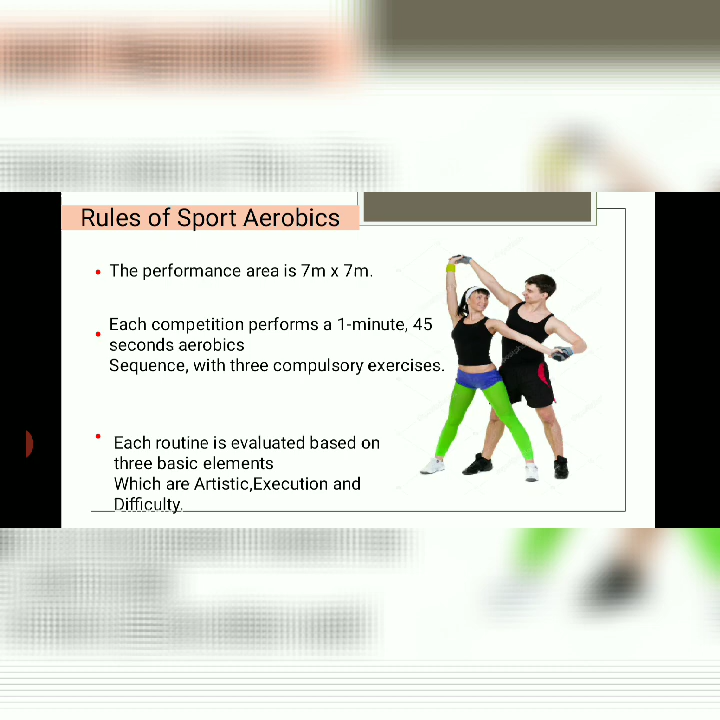 Rules of Sport Aerobics
The performance area is 7m x 7m.
Each competition performs a 1-minute, 45
seconds aerobics
Sequence, with three compulsory exercises.
Each routine is evaluated based on
three basic elements
Which are Artistic,Execution and
Difficulty.